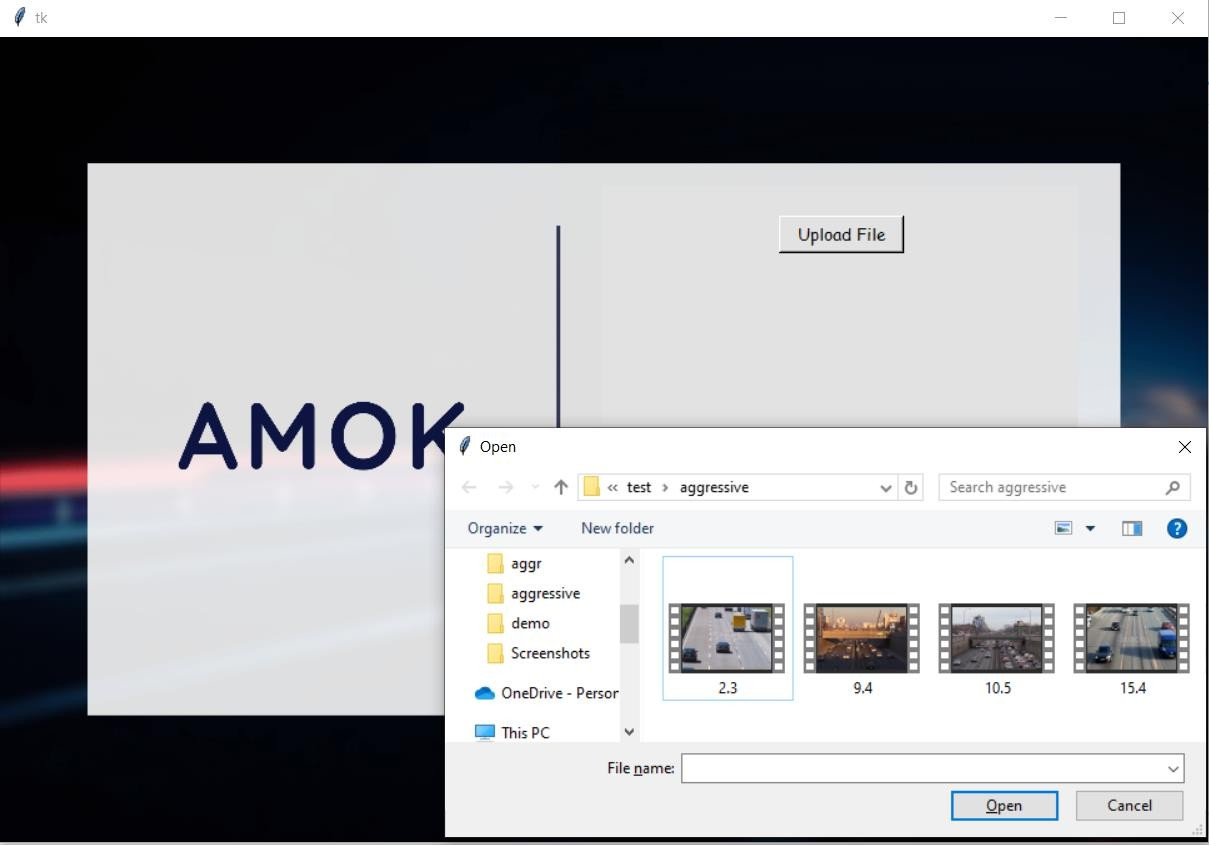 tk
Upload File
AMOK
Open
« test › aggressive
Search aggressive
Organize
New folder
aggr
aggressive
demo
Screenshots
OneDrive - Person
This PC
2.3
9.4
10.5
15.4
File name:
Open
Cancel